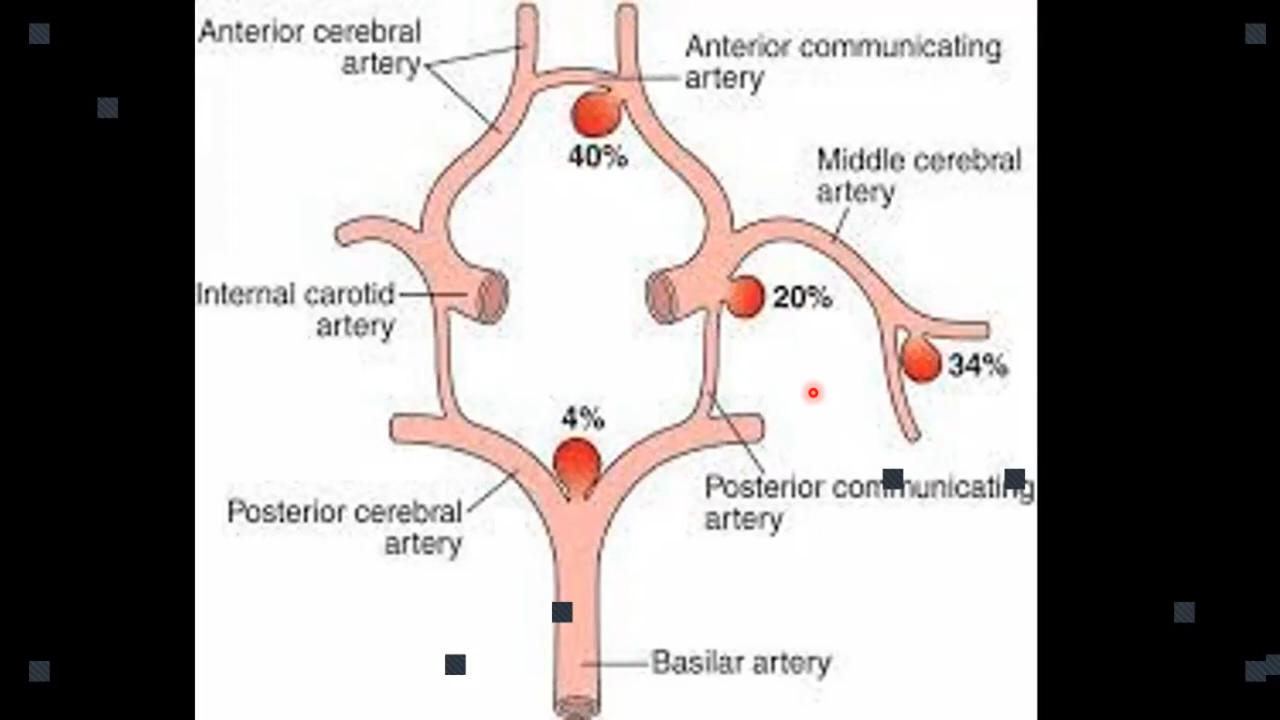 Anterior cerebral
artery
Anterior communicating
artery
40%
Middle cerebral
artery
Internal carotid
artery
20%
34%
4%
Posterior cerebral
artery
Posterior communicating
artery
Basilar artery